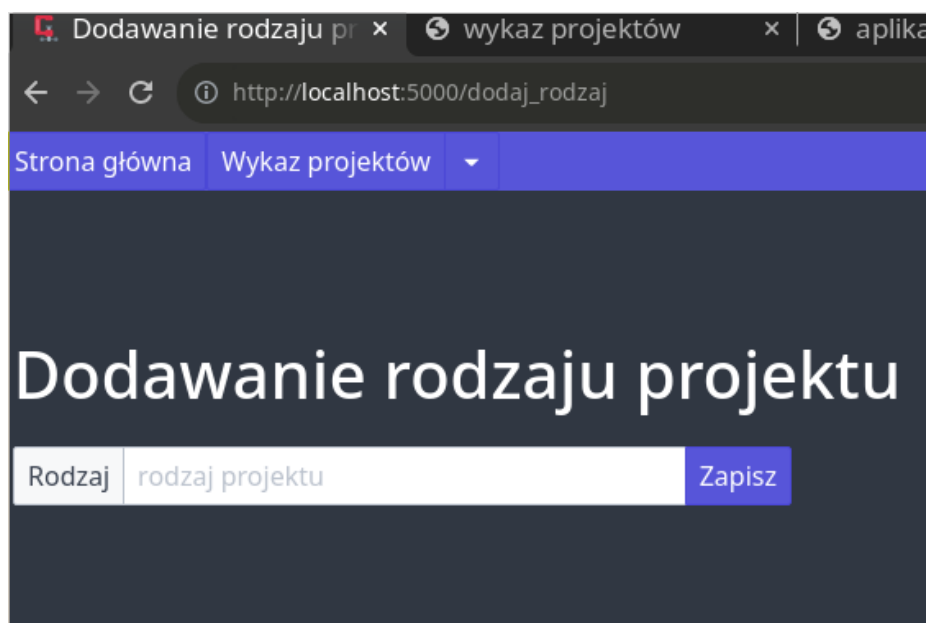 Dodawanie rodzaju pr
wykaz projektów
aplika
http://localhost:5000/dodaj_rodzaj
Strona główna Wykaz projektów
Dodawanie rodzaju projektu
Rodzaj rodzaj projektu Zapisz